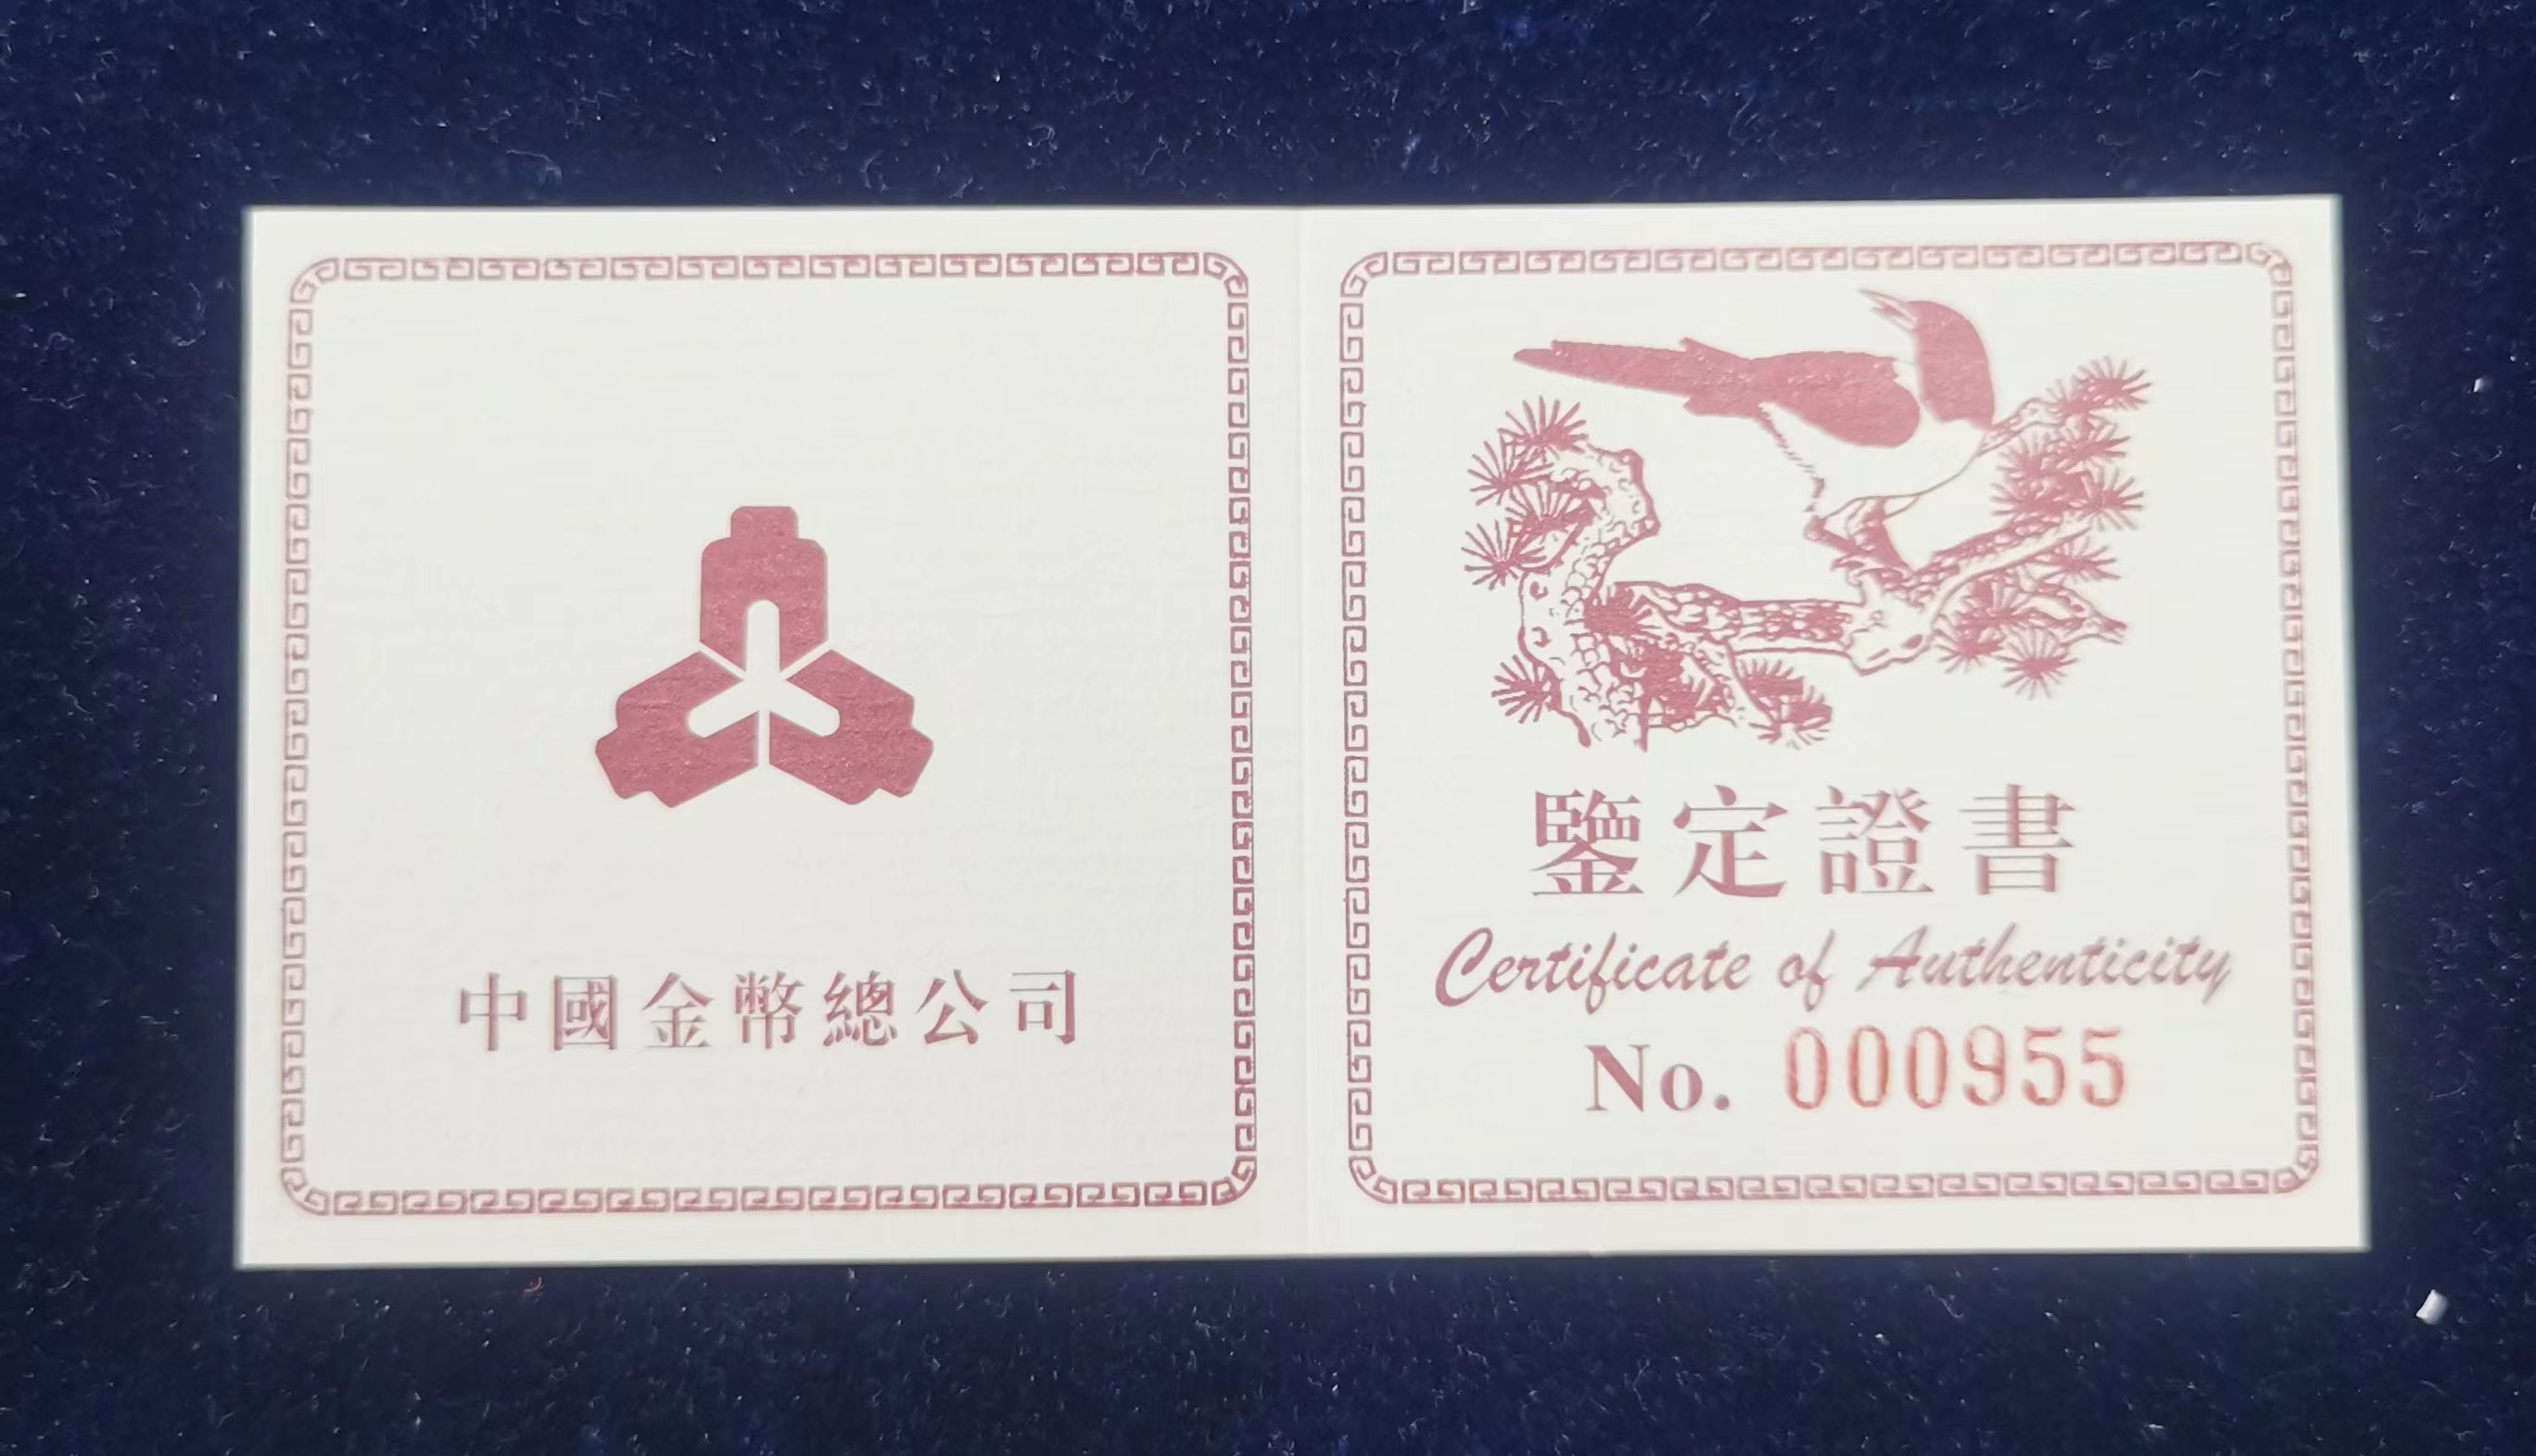 中國金幣總公司
鑒定證書
Certificate of Authenticity
No. 000955